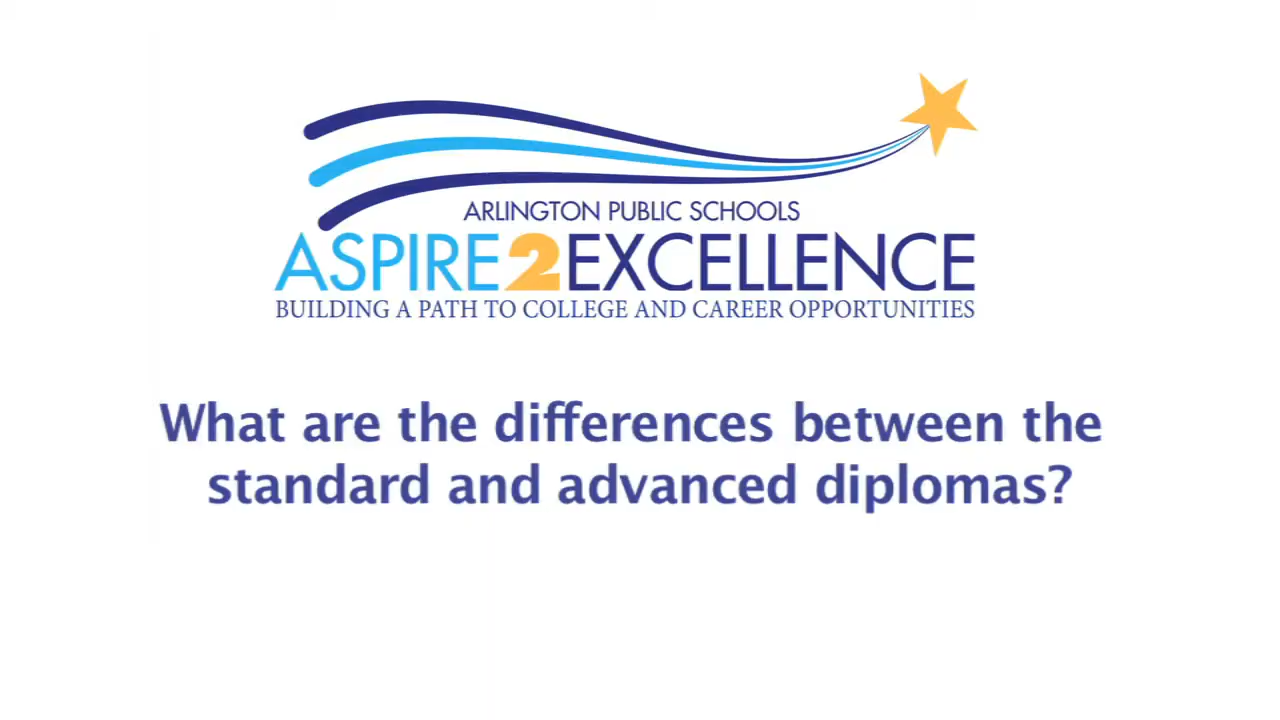 ARLINGTON PUBLIC SCHOOLS
ASPIRE2EXCELLENCE
BUILDING A PATH TO COLLEGE AND CAREER OPPORTUNITIES
What are the differences between the
standard and advanced diplomas?